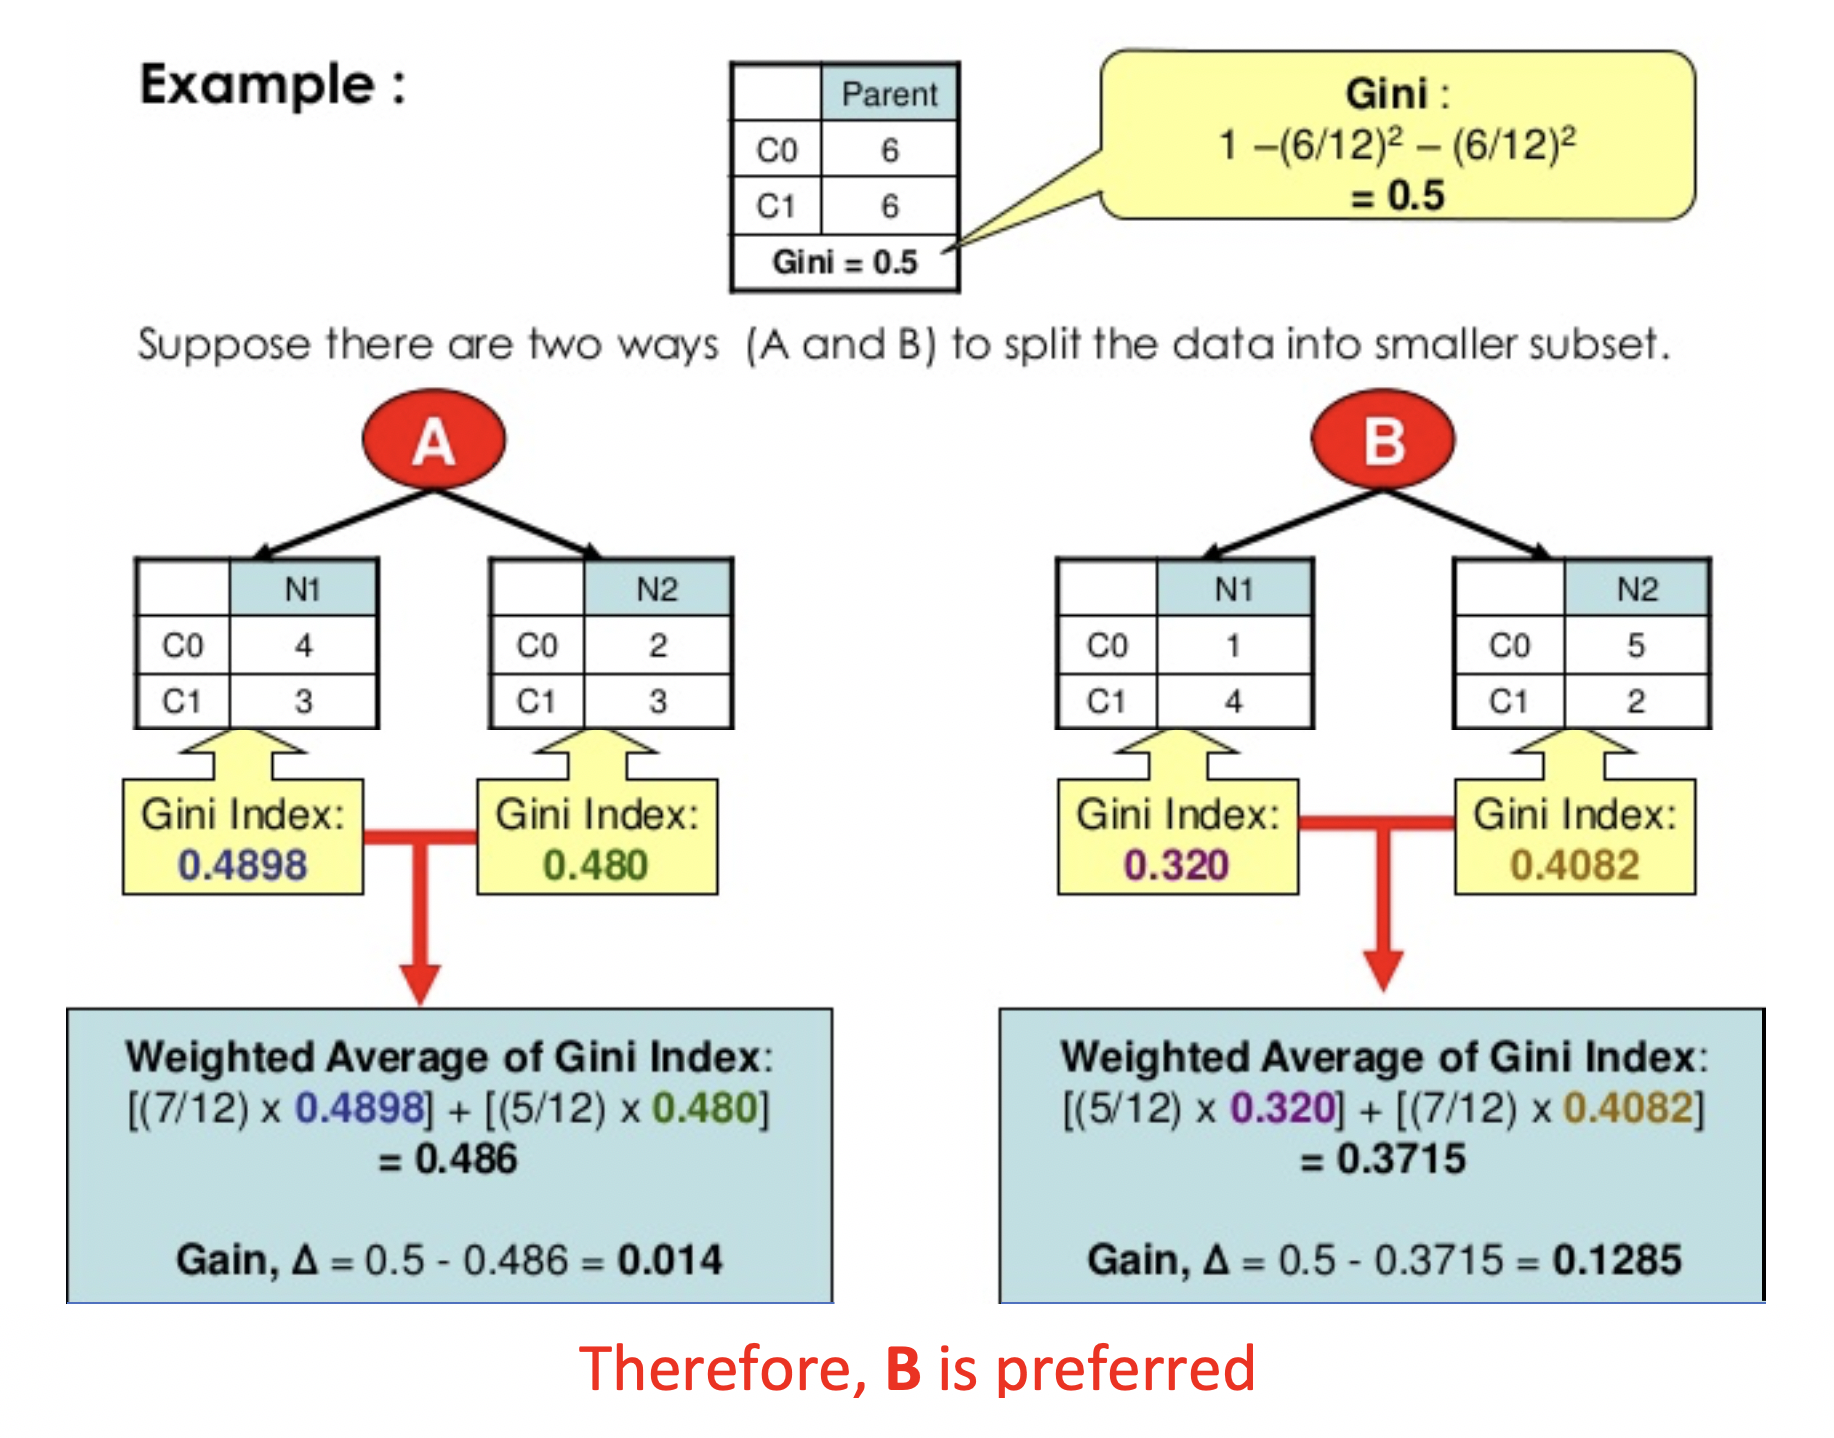 Example :
Parent
C0 6
C1 6
Gini = 0.5
Gini :
1 –(6/12)² – (6/12)²
= 0.5
Suppose there are two ways (A and B) to split the data into smaller subset.
A
N1
C0 4
C1 3
N2
C0 2
C1 3
Gini Index:
0.4898
Gini Index:
0.480
Weighted Average of Gini Index:
[(7/12) x 0.4898] + [(5/12) x 0.480]
= 0.486
Gain, Δ = 0.5 - 0.486 = 0.014
B
N1
C0 1
C1 4
N2
C0 5
C1 2
Gini Index:
0.320
Gini Index:
0.4082
Weighted Average of Gini Index:
[(5/12) x 0.320] + [(7/12) x 0.4082]
= 0.3715
Gain, Δ = 0.5 - 0.3715 = 0.1285
Therefore, B is preferred